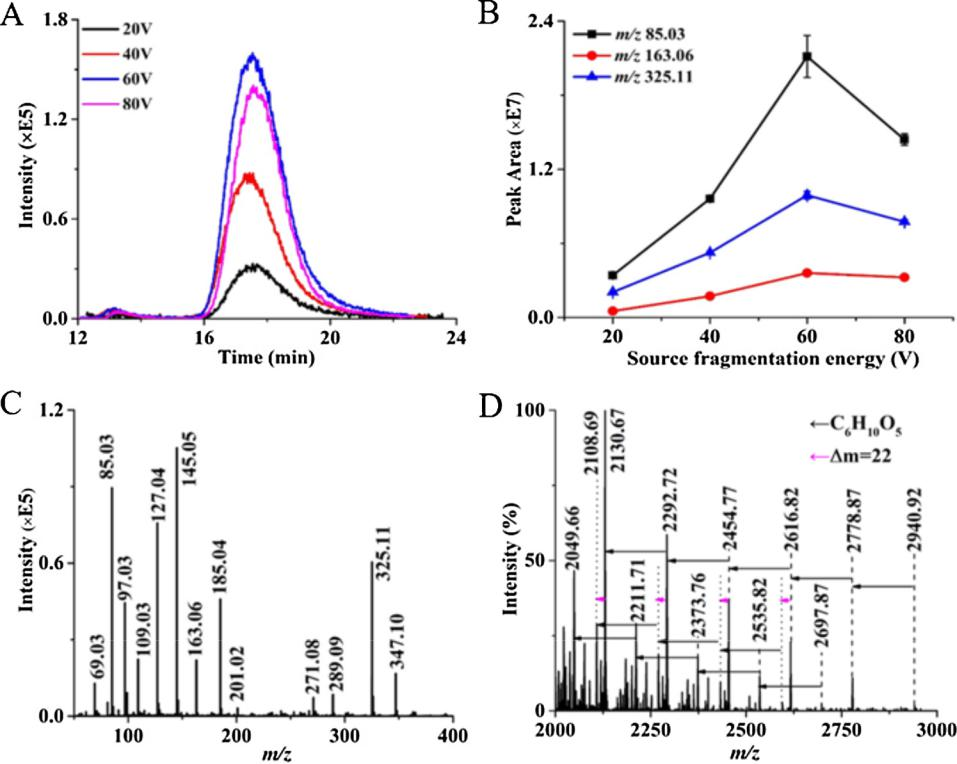 A
1.8
1.2
0.6
0.0
Intensity (×E5)
20V
40V
60V
80V
12
16
20
24
Time (min)
B
2.4
1.2
0.0
Peak Area (×E7)
m/z 85.03
m/z 163.06
m/z 325.11
20
40
60
80
Source fragmentation energy (V)
C
1.2
0.6
0.0
Intensity (×E5)
69.03
85.03
97.03
109.03
127.04
145.05
163.06
185.04
201.02
271.08
289.09
325.11
347.10
100
200
300
400
m/z
D
100
50
0
Intensity (%)
←C₆H₁₀O₅
←Δm=22
2049.66
2108.69
2130.67
2211.71
2292.72
2373.76
2454.77
2535.82
2616.82
2697.87
2778.87
2940.92
2000
2250
2500
2750
3000
m/z